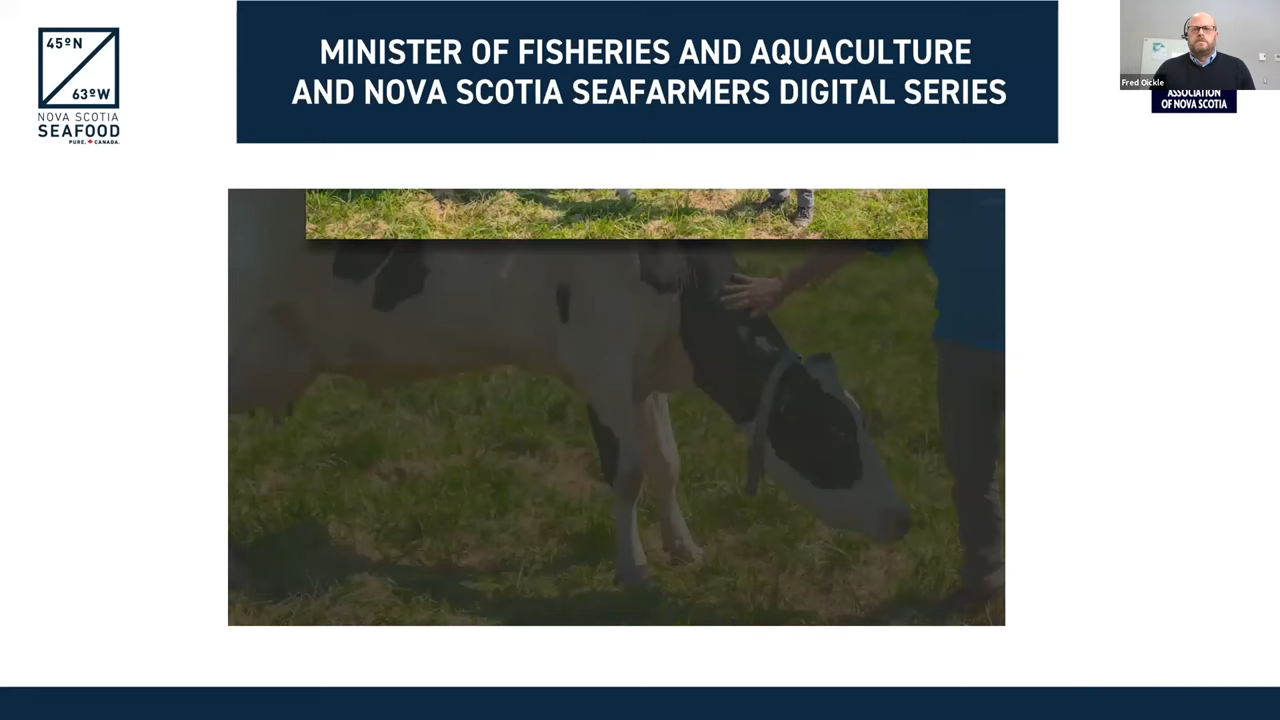 45ºN
63ºW
NOVA SCOTIA
SEAFOOD
PURE. CANADA.
MINISTER OF FISHERIES AND AQUACULTURE
AND NOVA SCOTIA SEAFARMERS DIGITAL SERIES
Fred Oickle
ASSOCIATION
OF NOVA SCOTIA